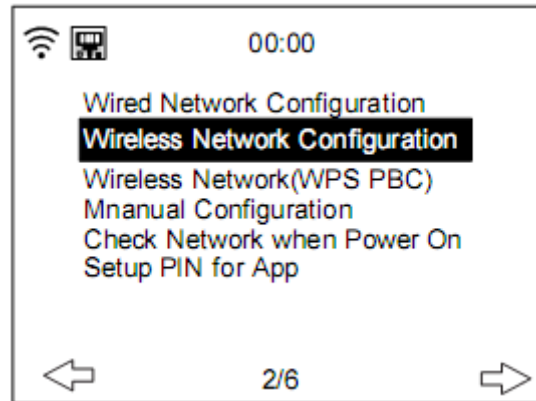 00:00
Wired Network Configuration
Wireless Network Configuration
Wireless Network(WPS PBC)
Mnanual Configuration
Check Network when Power On
Setup PIN for App
2/6